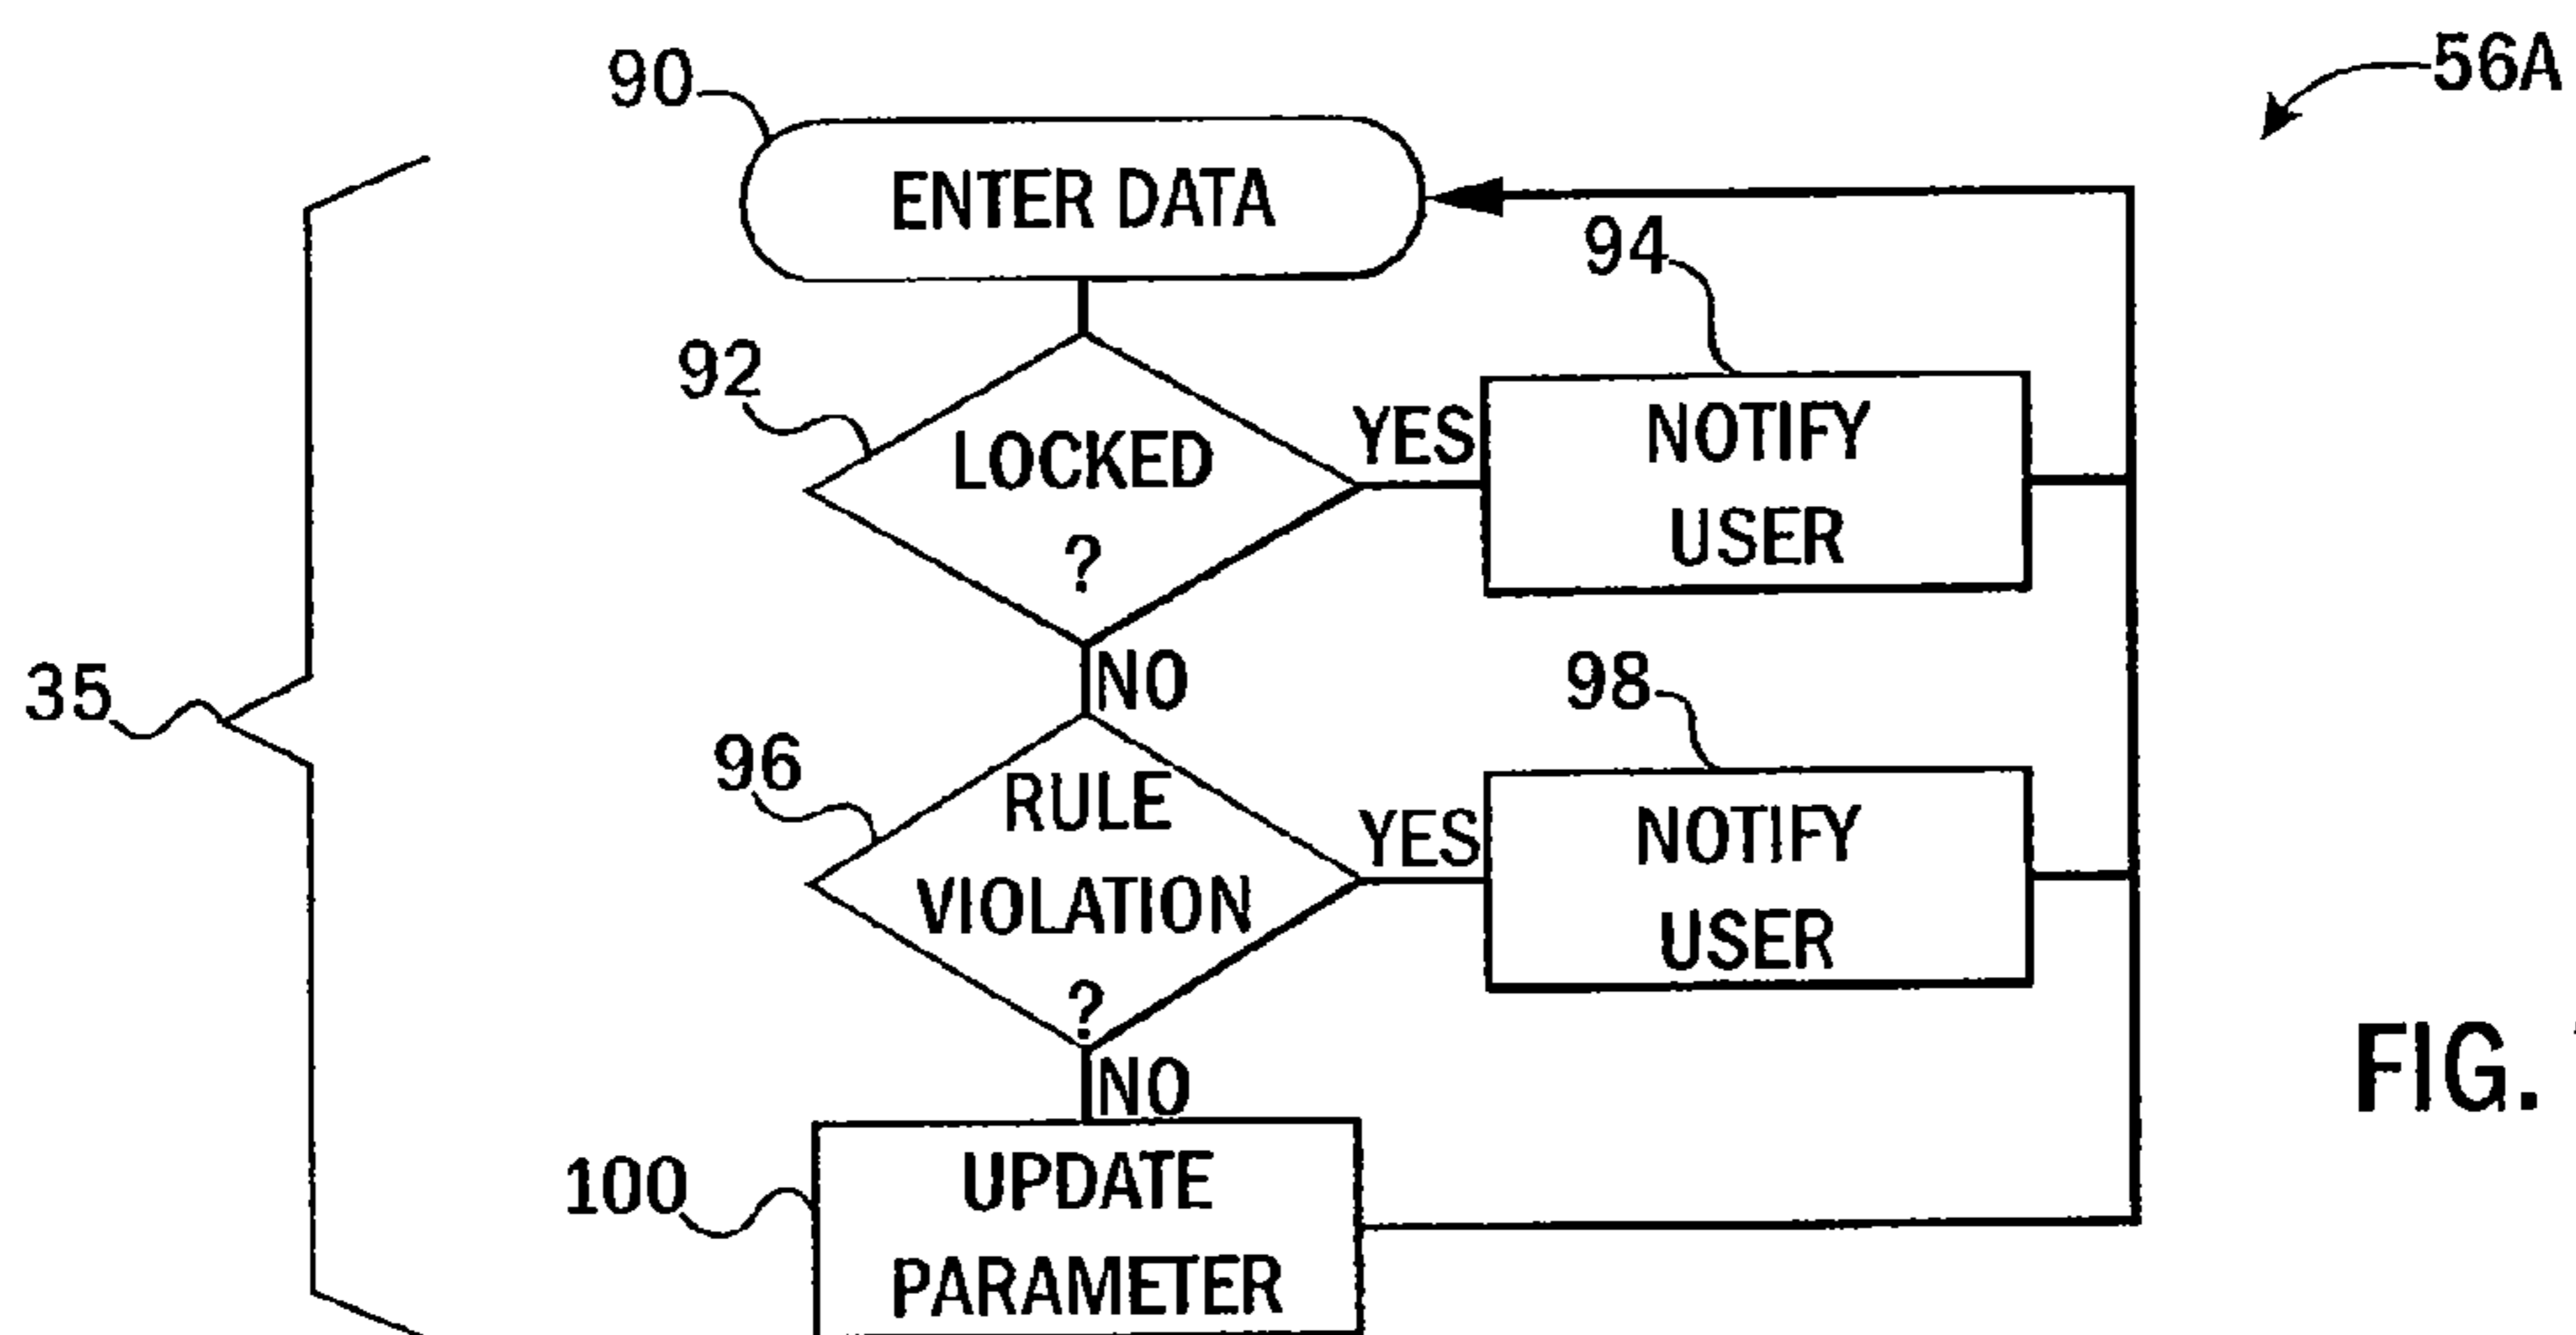 56A
90
ENTER DATA
94
92
LOCKED
?
YES
NOTIFY
USER
NO
35
98
96
RULE
VIOLATION
?
YES
NOTIFY
USER
NO
FIG.
100
UPDATE
PARAMETER